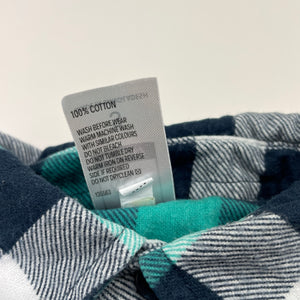 100% COTTON
WASH BEFORE WEAR
WARM MACHINE WASH
WITH SIMILAR COLOURS
DO NOT BLEACH
DO NOT TUMBLE DRY
WARM IRON ON REVERSE
SIDE IF REQUIRED
DO NOT DRYCLEAN